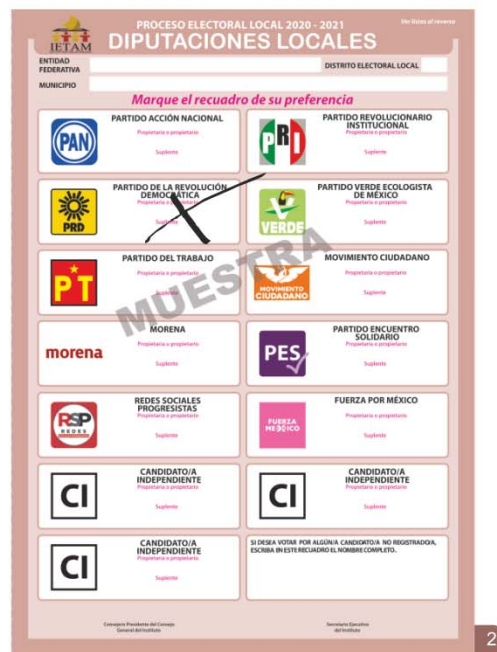 PROCESO ELECTORAL LOCAL 2020 - 2021
Ver listas al reverso
IETAM
DIPUTACIONES LOCALES
ENTIDAD FEDERATIVA
DISTRITO ELECTORAL LOCAL
MUNICIPIO
Marque el recuadro de su preferencia
PAN
PARTIDO ACCIÓN NACIONAL
Propietaria o propietario
Suplente
PRI
PARTIDO REVOLUCIONARIO
INSTITUCIONAL
Propietaria o propietario
Suplente
PRD
PARTIDO DE LA REVOLUCIÓN
DEMOCRÁTICA
Propietaria o propietario
Suplente
VERDE
PARTIDO VERDE ECOLOGISTA
DE MÉXICO
Propietaria o propietario
Suplente
PT
PARTIDO DEL TRABAJO
Propietaria o propietario
Suplente
MOVIMIENTO
CIUDADANO
MOVIMIENTO CIUDADANO
Propietaria o propietario
Suplente
MUESTRA
morena
MORENA
Propietaria o propietario
Suplente
PES
PARTIDO ENCUENTRO
SOLIDARIO
Propietaria o propietario
Suplente
RSP
REDES
REDES SOCIALES
PROGRESISTAS
Propietaria o propietario
Suplente
FUERZA
MÉXICO
FUERZA POR MÉXICO
Propietaria o propietario
Suplente
CI
CANDIDATO/A
INDEPENDIENTE
Propietaria o propietario
Suplente
CI
CANDIDATO/A
INDEPENDIENTE
Propietaria o propietario
Suplente
CI
CANDIDATO/A
INDEPENDIENTE
Propietaria o propietario
Suplente
SI DESEA VOTAR POR ALGÚN/A CANDIDATO/A NO REGISTRADO/A,
ESCRIBA EN ESTE RECUADRO EL NOMBRE COMPLETO.
Consejero Presidente del Consejo
General del Instituto
Secretario Ejecutivo
del Instituto
2